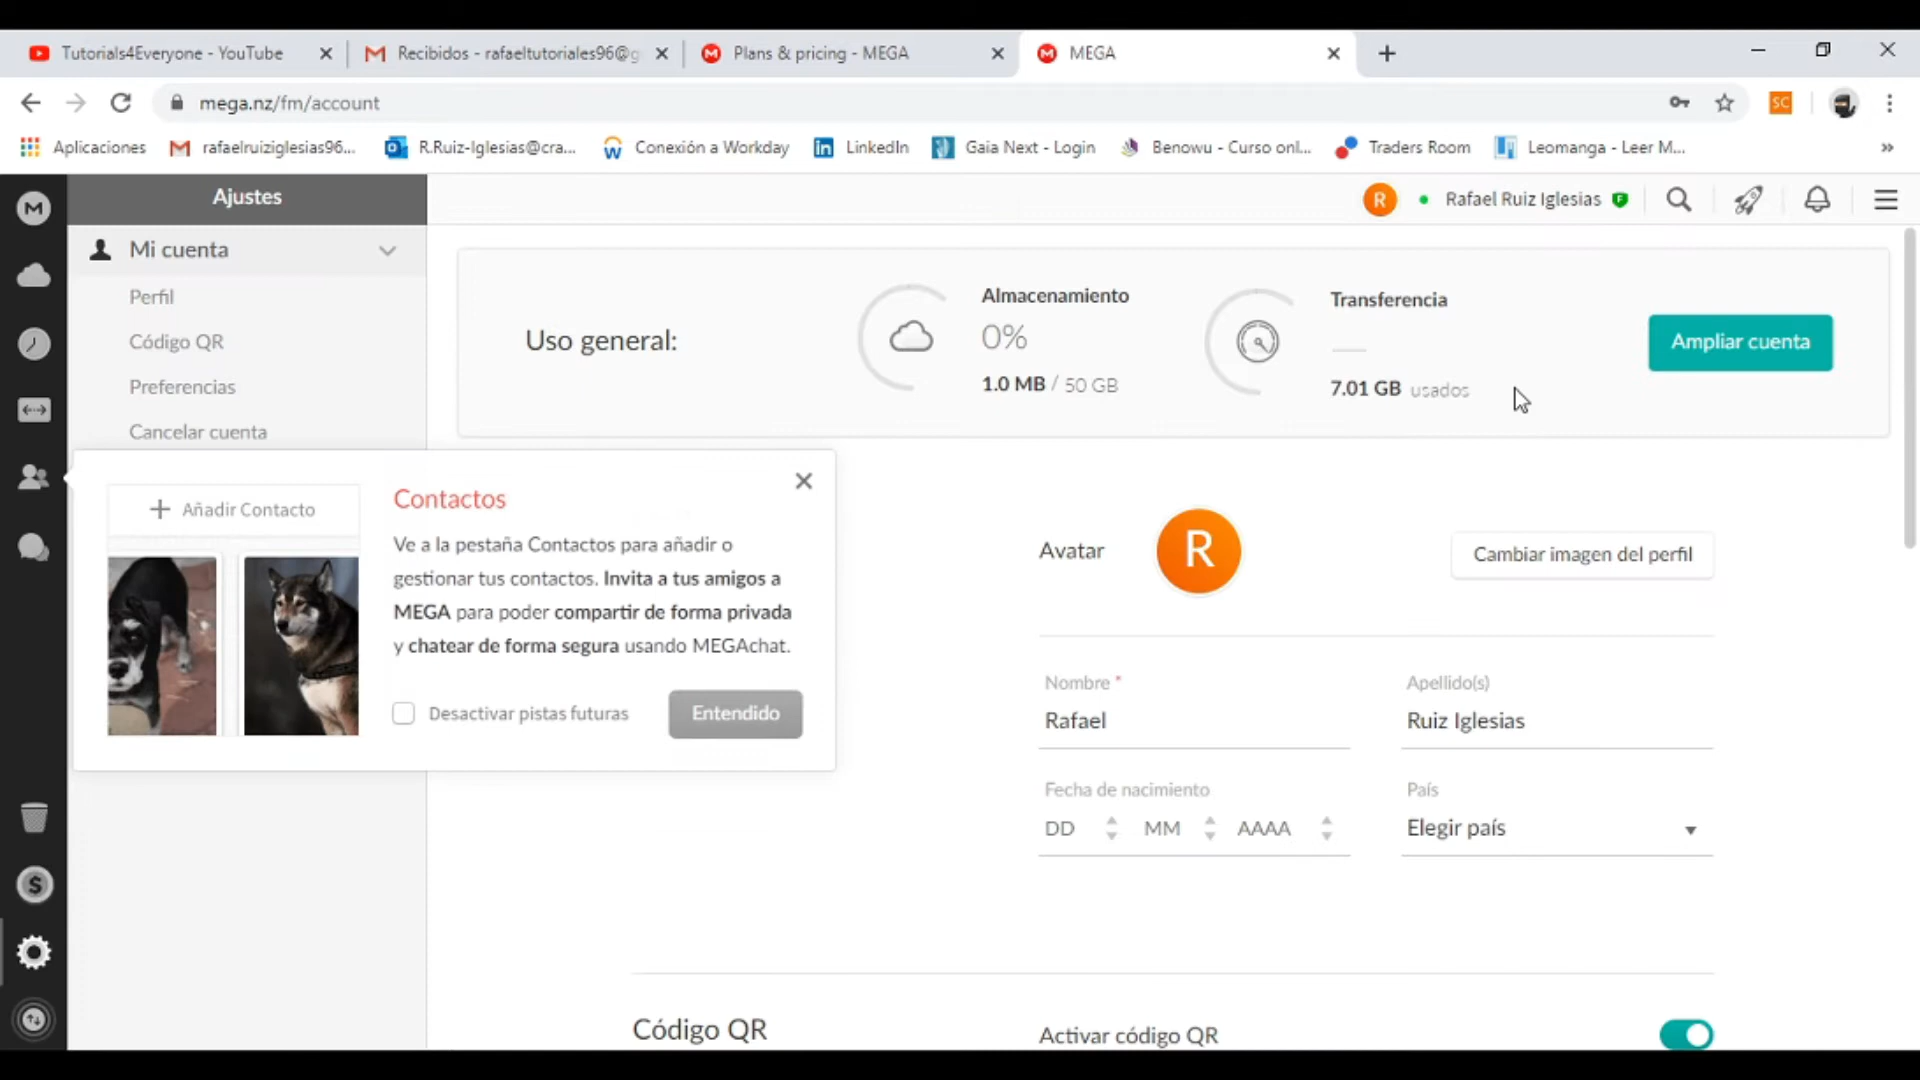 Tutorials4Everyone - YouTube
Recibidos - rafaeltutoriales96@g
Plans & pricing - MEGA
MEGA
mega.nz/fm/account
SC
Aplicaciones
rafaelruiziglesias96...
R.Ruiz-Iglesias@cra...
Conexión a Workday
LinkedIn
Gaia Next - Login
Benowu - Curso onl...
Traders Room
Leomanga - Leer M...
Ajustes
R
Rafael Ruiz Iglesias
Mi cuenta
Perfil
Código QR
Preferencias
Cancelar cuenta
Uso general:
Almacenamiento
0%
1.0 MB / 50 GB
Transferencia
7.01 GB usados
Ampliar cuenta
Añadir Contacto
Contactos
Ve a la pestaña Contactos para añadir o
gestionar tus contactos. Invita a tus amigos a
MEGA para poder compartir de forma privada
y chatear de forma segura usando MEGAchat.
Desactivar pistas futuras
Entendido
Avatar
R
Cambiar imagen del perfil
Nombre *
Rafael
Apellido(s)
Ruiz Iglesias
Fecha de nacimiento
DD MM AAAA
País
Elegir país
Código QR
Activar código QR